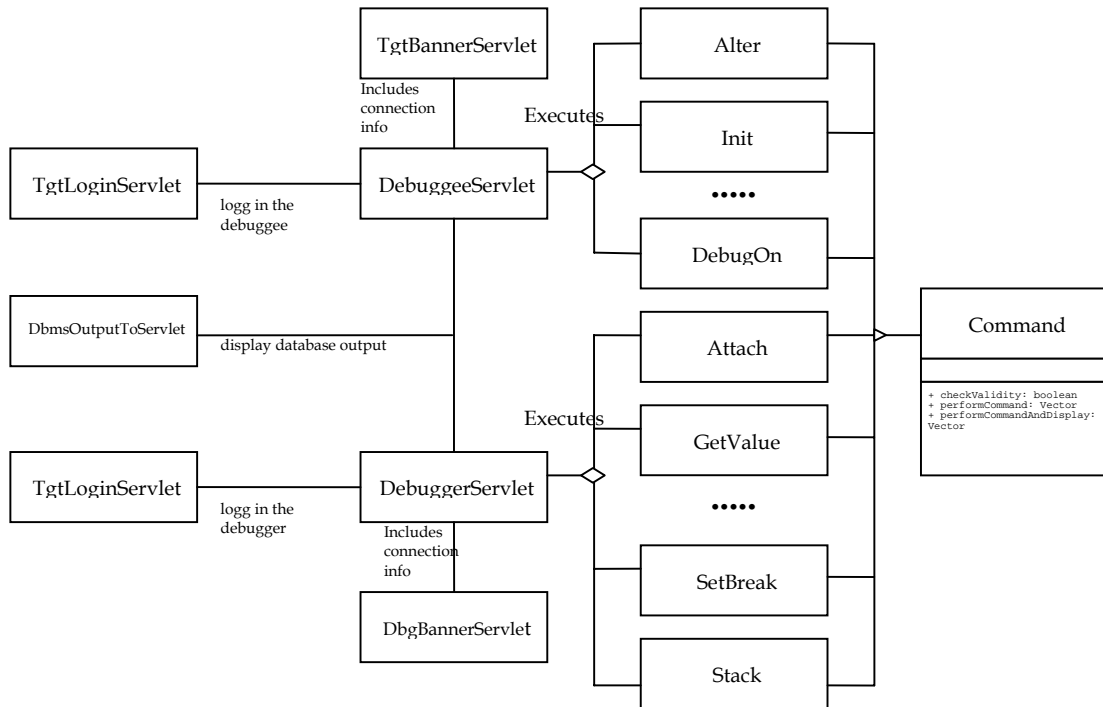 TgtBannerServlet
Includes
connection
info
Executes
Alter
Init
•••••
DebugOn
TgtLoginServlet
logg in the
debuggee
DebuggeeServlet
DbmsOutputToServlet
display database output
Attach
Executes
GetValue
•••••
SetBreak
Stack
TgtLoginServlet
logg in the
debugger
DebuggerServlet
Includes
connection
info
DbgBannerServlet
Command
+ checkValidity: boolean
+ performCommand: Vector
+ performCommandAndDisplay:
Vector